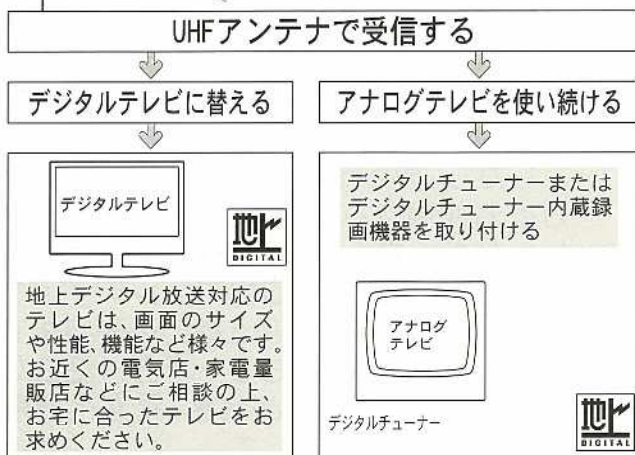 UHFアンテナで受信する
デジタルテレビに替える
アナログテレビを使い続ける
デジタルテレビ
地上
DIGITAL
地上デジタル放送対応の
テレビは、画面のサイズ
や性能、機能など様々です。
お近くの電気店・家電量
販店などにご相談の上、
お宅に合ったテレビをお
求めください。
デジタルチューナーまたは
デジタルチューナー内蔵録
画機器を取り付ける
アナログ
テレビ
デジタルチューナー
地上
DIGITAL